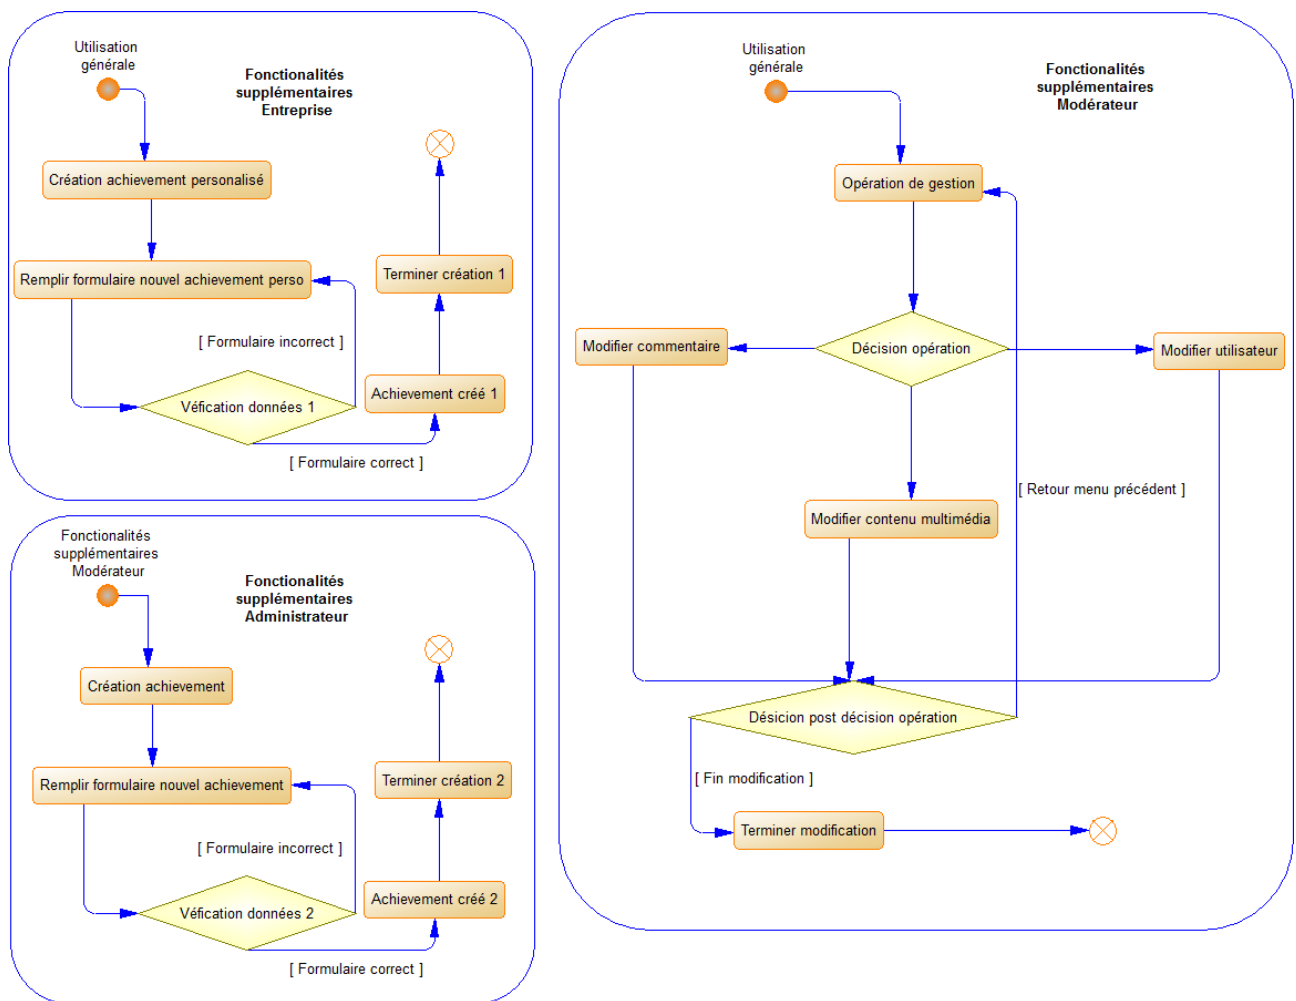 Utilisation
générale
Fonctionalités
supplémentaires
Entreprise
Création achievement personalisé
Remplir formulaire nouvel achievement perso
Terminer création 1
[ Formulaire incorrect ]
Achievement créé 1
Véfication données 1
[ Formulaire correct ]
Fonctionalités
supplémentaires
Modérateur
Fonctionalités
supplémentaires
Administrateur
Création achievement
Remplir formulaire nouvel achievement
Terminer création 2
[ Formulaire incorrect ]
Achievement créé 2
Véfication données 2
[ Formulaire correct ]
Utilisation
générale
Fonctionalités
supplémentaires
Modérateur
Opération de gestion
Modifier commentaire
Décision opération
Modifier utilisateur
[ Retour menu précédent ]
Modifier contenu multimédia
Désicion post décision opération
[ Fin modification ]
Terminer modification